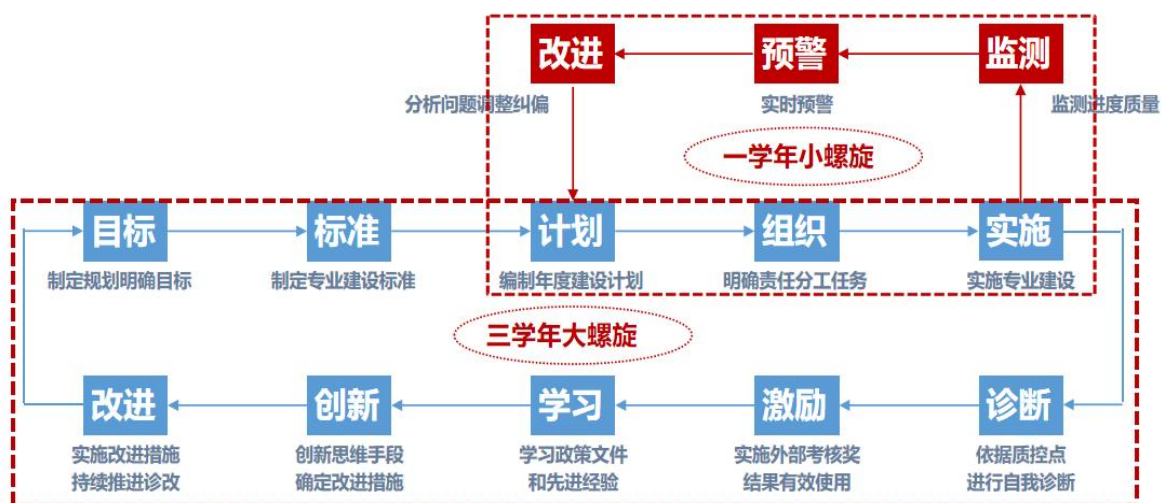 改进
预警
监测
分析问题调整纠偏
实时预警
监测进度质量
一学年小螺旋
目标
标准
计划
组织
实施
制定规划明确目标
制定专业建设标准
编制年度建设计划
明确责任分工任务
实施专业建设
三学年大螺旋
改进
创新
学习
激励
诊断
实施改进措施
持续推进诊改
创新思维手段
确定改进措施
学习政策文件
和先进经验
实施外部考核奖
结果有效使用
依据质控点
进行自我诊断